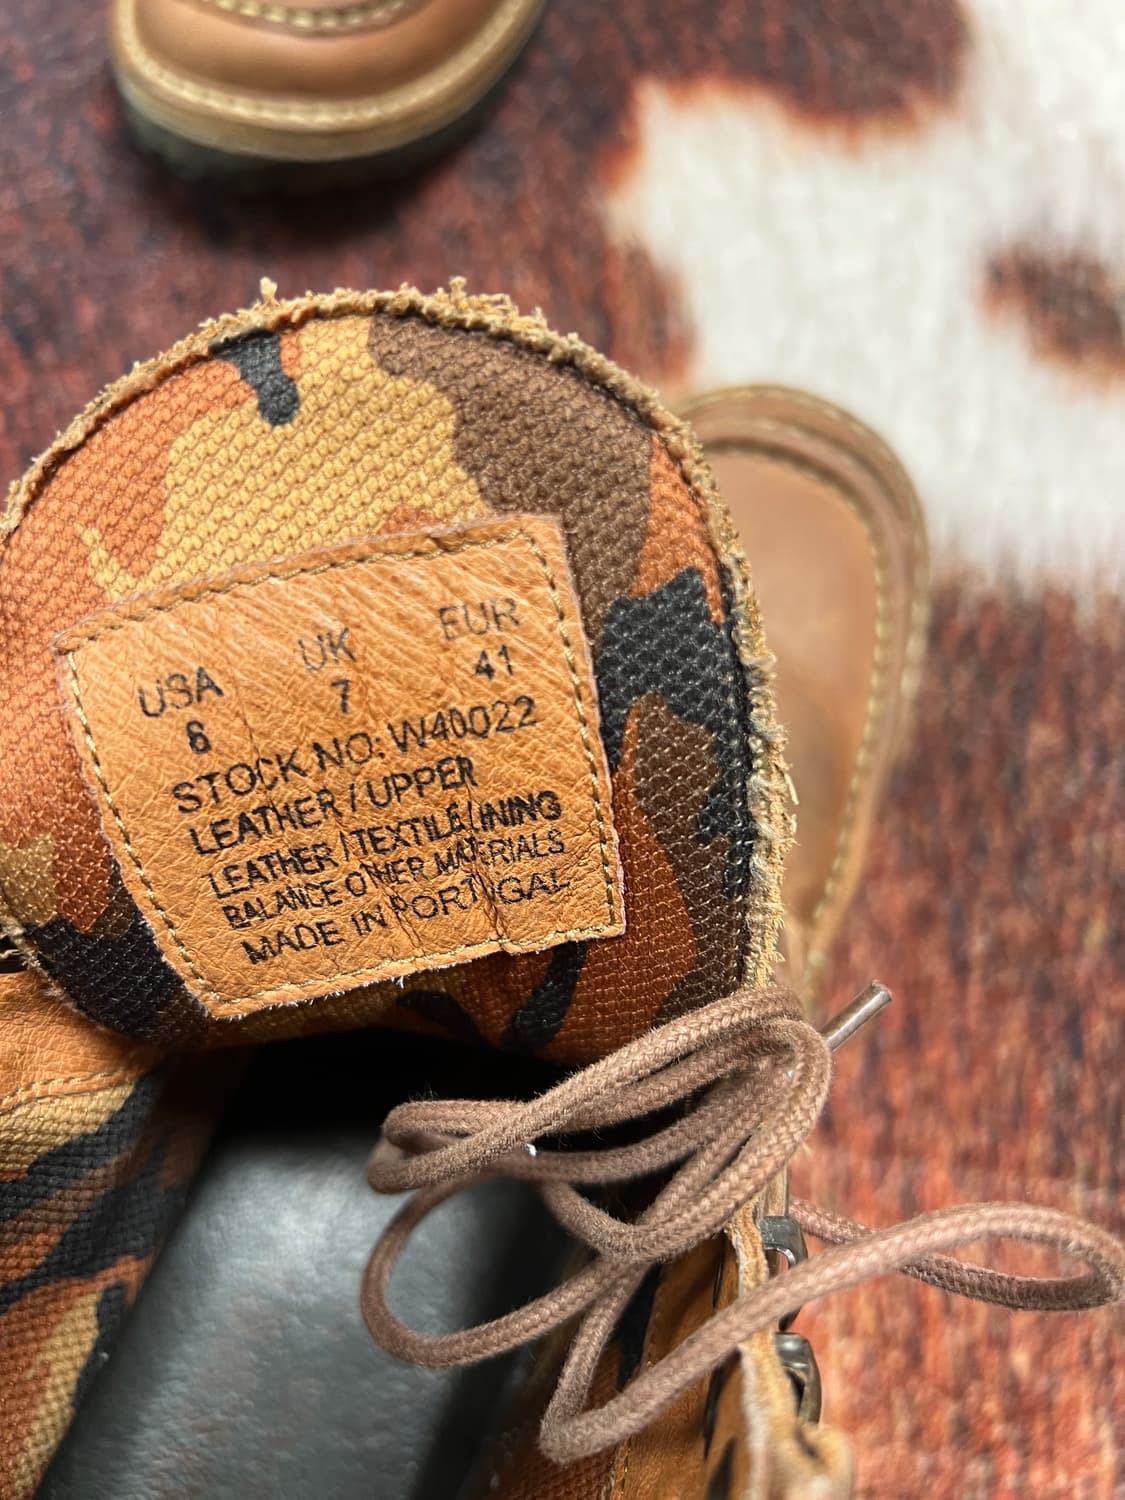 USA UK EUR
8 7 41
STOCK NO: W40022
LEATHER / UPPER
LEATHER / TEXTILE LINING
BALANCE OTHER MATERIALS
MADE IN PORTUGAL